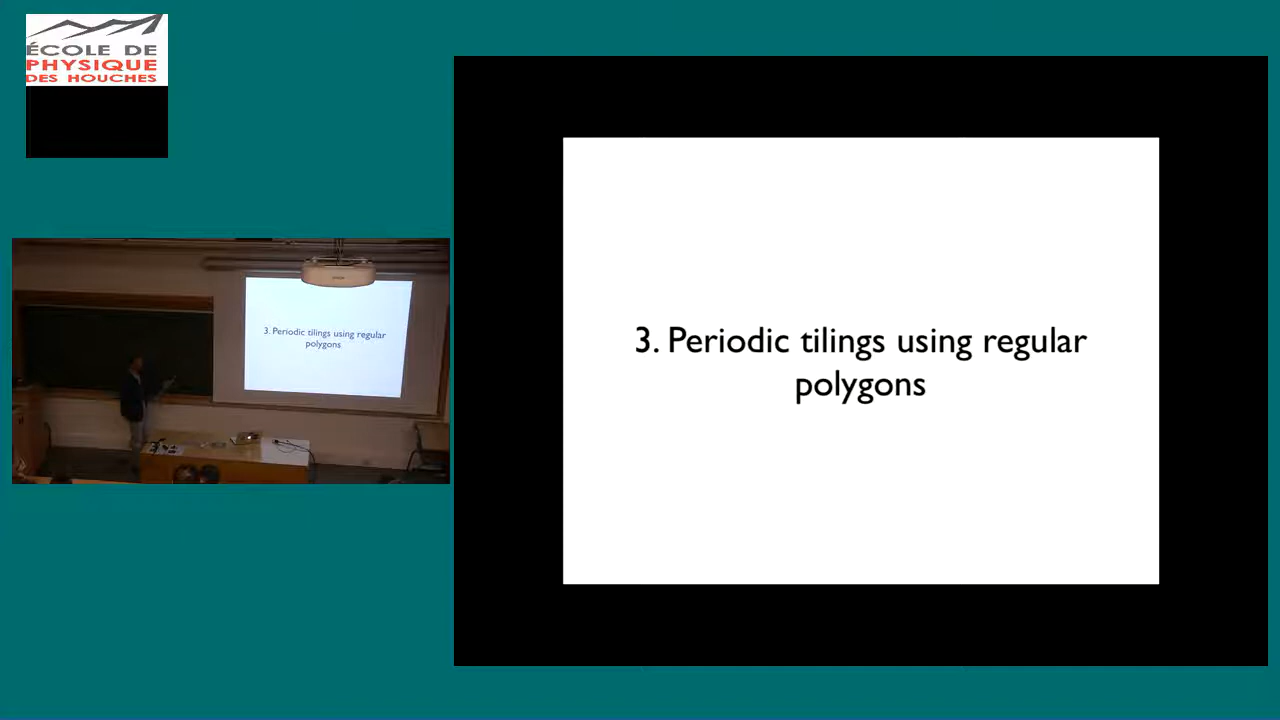 ÉCOLE DE
PHYSIQUE
DES HOUCHES
3. Periodic tilings using regular
polygons
3. Periodic tilings using regular
polygons